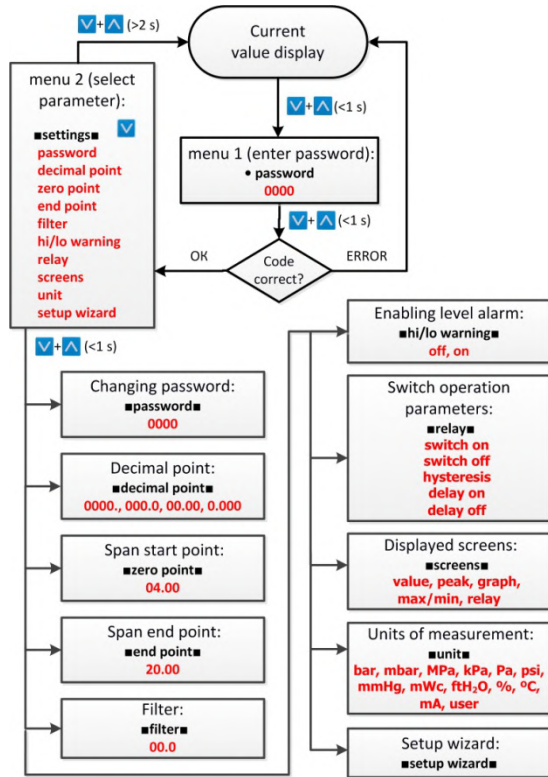 + (>2 s)
Current
value display
menu 2 (select
parameter):
■settings■
password
decimal point
zero point
end point
filter
hi/lo warning
relay
screens
unit
setup wizard
+ (<1 s)
menu 1 (enter password):
• password
0000
+ (<1 s)
OK
Code
correct?
ERROR
+ (<1 s)
Changing password:
■password■
0000
Decimal point:
■decimal point■
0000., 000.0, 00.00, 0.000
Span start point:
■zero point■
04.00
Span end point:
■end point■
20.00
Filter:
■filter■
00.0
Enabling level alarm:
■hi/lo warning■
off, on
Switch operation
parameters:
■relay■
switch on
switch off
hysteresis
delay on
delay off
Displayed screens:
■screens■
value, peak, graph,
max/min, relay
Units of measurement:
■unit■
bar, mbar, MPa, kPa, Pa, psi,
mmHg, mWc, ftH₂O, %, ºC,
mA, user
Setup wizard:
■setup wizard■